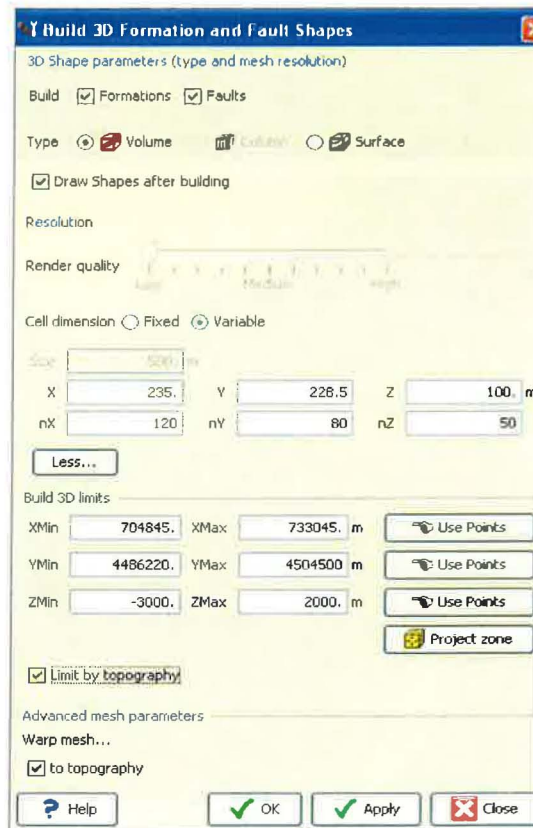 Build 3D Formation and Fault Shapes
3D Shape parameters (type and mesh resolution)
Build Formations Faults
Type Volume Column Surface
Draw Shapes after building
Resolution
Render quality
Low Medium High
Cell dimension Fixed Variable
Size 500. m
X 235. Y 228.5 Z 100. m
nX 120 nY 80 nZ 50
Less...
Build 3D limits
XMin 704845. XMax 733045. m Use Points
YMin 4486220. YMax 4504500 m Use Points
ZMin -3000. ZMax 2000. m Use Points
Project zone
Limit by topography
Advanced mesh parameters
Warp mesh...
to topography
Help OK Apply Close